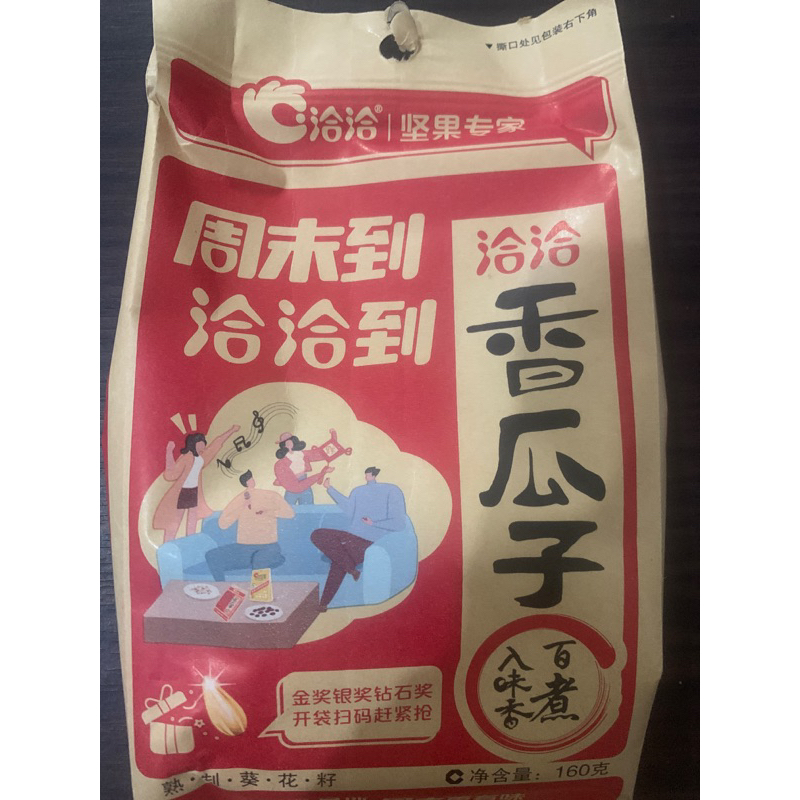 ▼撕口处见包装右下角
洽洽®|坚果专家
周末到
洽洽到
洽洽
香瓜子
百煮
入味香
金奖银奖钻石奖
开袋扫码赶紧抢
熟·制·葵·花·籽
C 净含量：160克